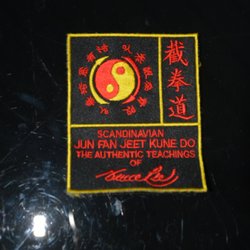 截拳道
SCANDINAVIAN
JUN FAN JEET KUNE DO
THE AUTHENTIC TEACHINGS
OF
Bruce Lee